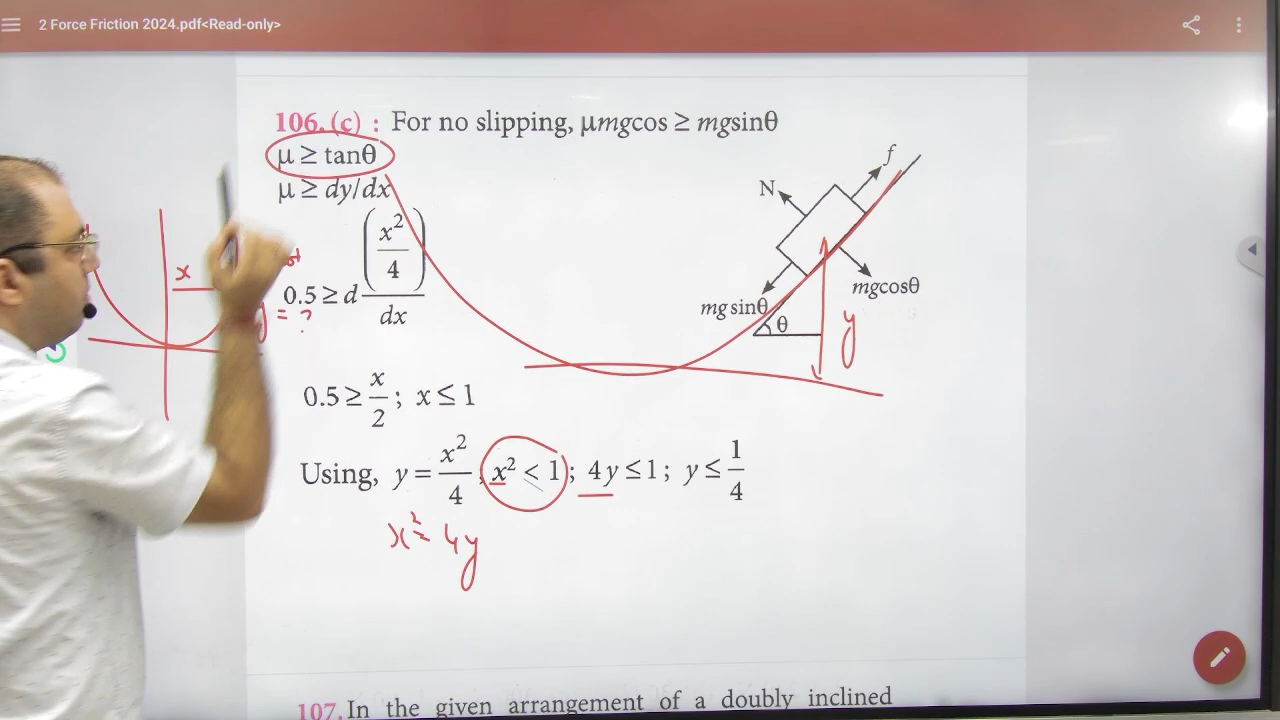 2 Force Friction 2024.pdf<Read-only>
106. (c) : For no slipping, μmgcos ≥ mgsinθ
μ ≥ tanθ
μ ≥ dy/dx
0.5 ≥ d(x²/4)/dx
x
= ?
0.5 ≥ x/2 ; x ≤ 1
Using, y = x²/4, x² < 1; 4y ≤ 1; y ≤ 1/4
x² = 4y
f
N
mg sinθ
θ
mgcosθ
y
107. In the given arrangement of a doubly inclined